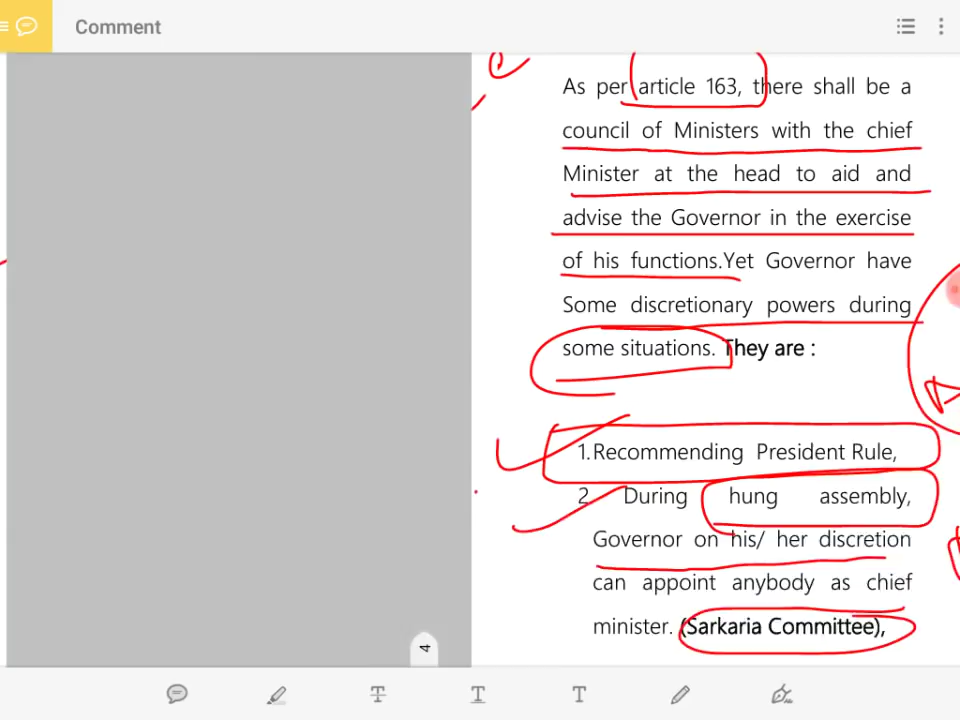 Comment
As per article 163, there shall be a
council of Ministers with the chief
Minister at the head to aid and
advise the Governor in the exercise
of his functions.Yet Governor have
Some discretionary powers during
some situations. They are :
1.Recommending President Rule,
2. During hung assembly,
Governor on his/ her discretion
can appoint anybody as chief
minister. (Sarkaria Committee),
4